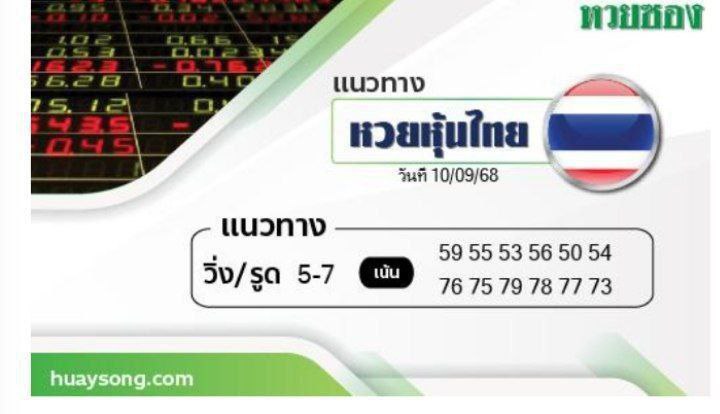 หวยซอง
แนวทาง
หวยหุ้นไทย
วันที่ 10/09/68
แนวทาง
วิ่ง/รูด 5-7 เน้น
59 55 53 56 50 54
76 75 79 78 77 73
huaysong.com